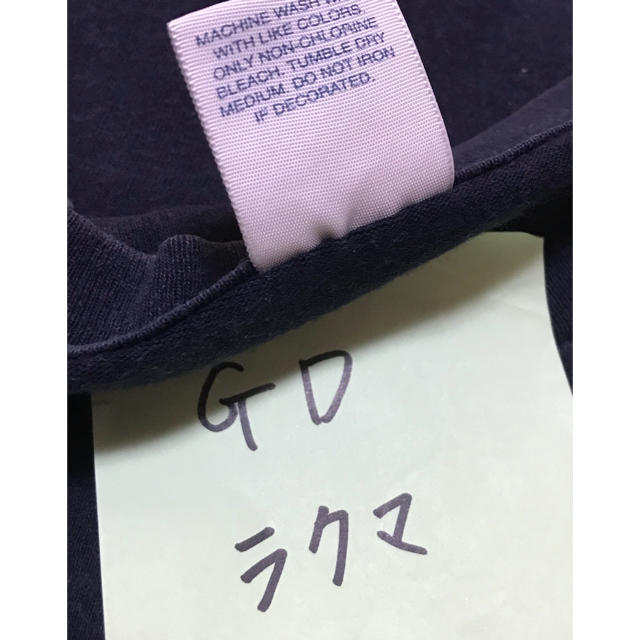 MACHINE WASH W
WITH LIKE COLORS.
ONLY NON-CHLORINE
BLEACH. TUMBLE DRY
MEDIUM. DO NOT IRON
IF DECORATED.
GD
ラクマ